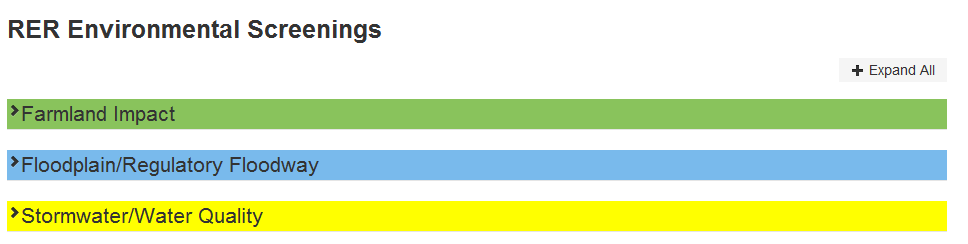 RER Environmental Screenings
Expand All
Farmland Impact
Floodplain/Regulatory Floodway
Stormwater/Water Quality